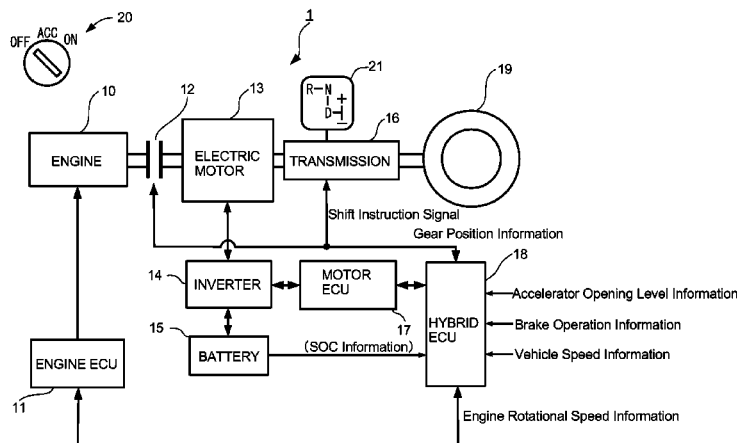 20
OFF ACC ON
1
21
R N
D +
−
10
12
13
16
19
ENGINE
ELECTRIC
MOTOR
TRANSMISSION
Shift Instruction Signal
Gear Position Information
18
14
INVERTER
MOTOR
ECU
17
HYBRID
ECU
Accelerator Opening Level Information
Brake Operation Information
Vehicle Speed Information
15
BATTERY
(SOC Information)
ENGINE ECU
11
Engine Rotational Speed Information